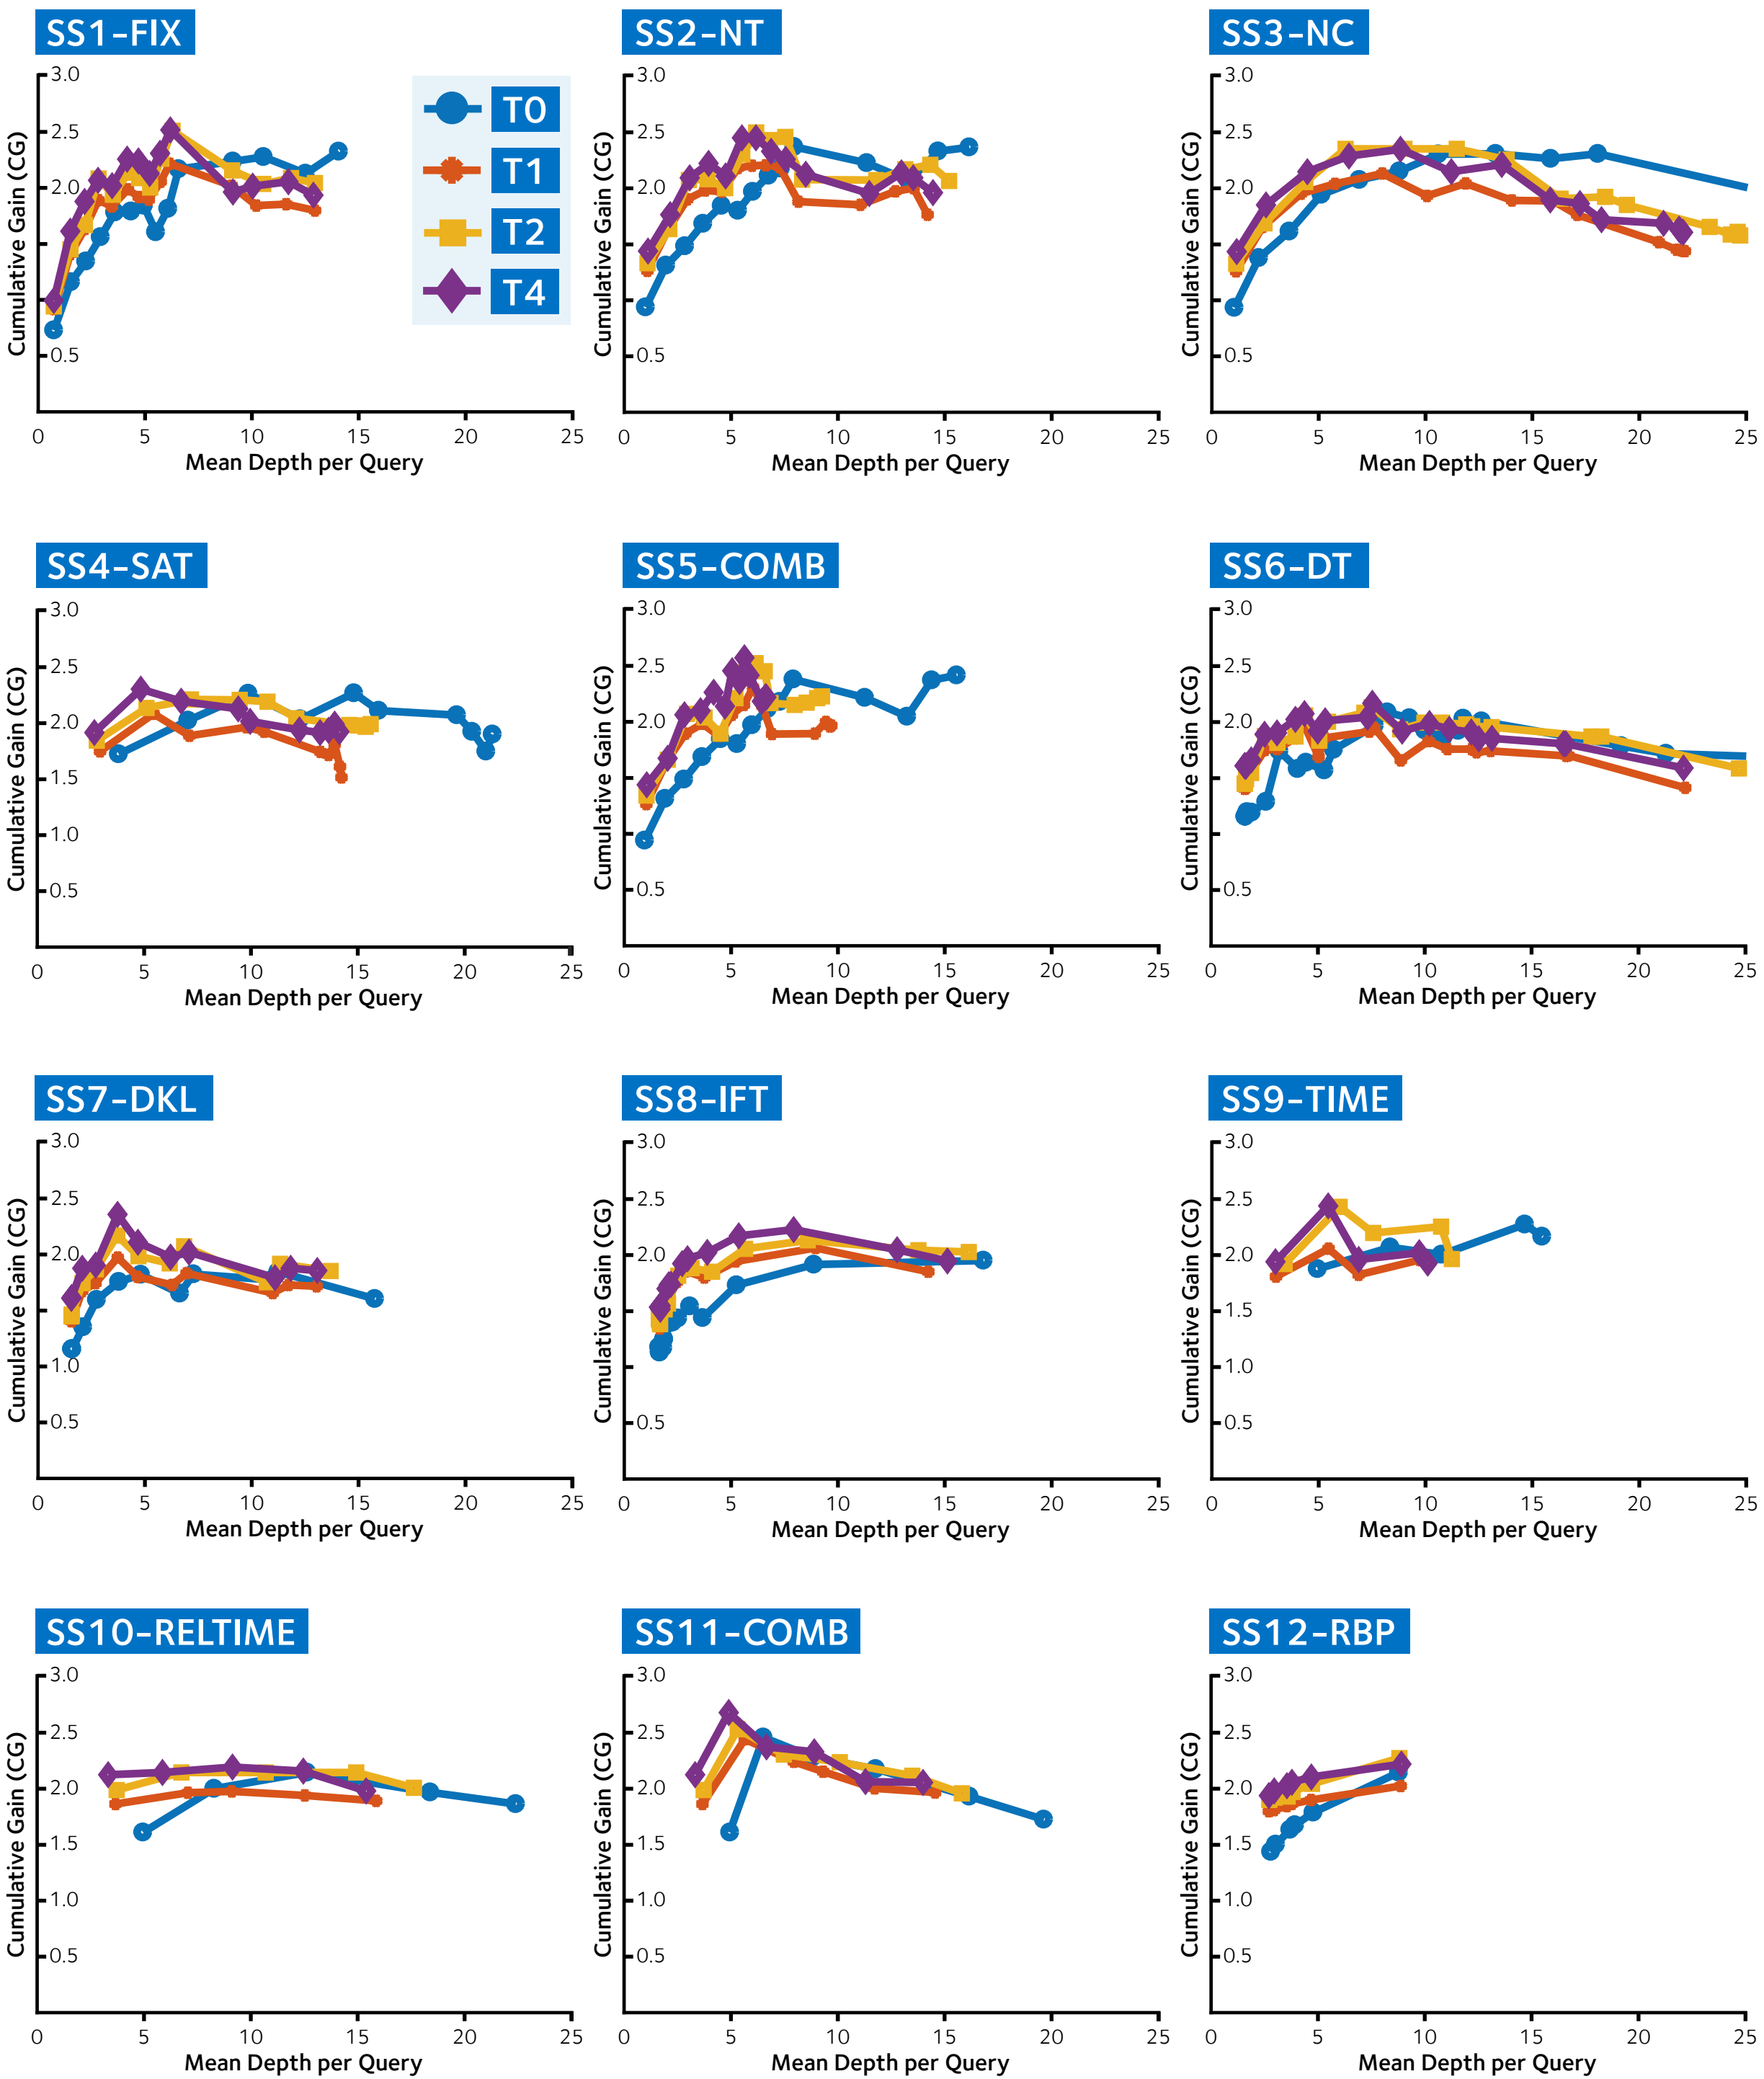 SS1-FIX
3.0
2.5
2.0
0.5
Cumulative Gain (CG)
0 5 10 15 20 25
Mean Depth per Query
T0
T1
T2
T4
SS2-NT
3.0
2.5
2.0
0.5
Cumulative Gain (CG)
0 5 10 15 20 25
Mean Depth per Query
SS3-NC
3.0
2.5
2.0
0.5
Cumulative Gain (CG)
0 5 10 15 20 25
Mean Depth per Query
SS4-SAT
3.0
2.5
2.0
1.5
1.0
0.5
Cumulative Gain (CG)
0 5 10 15 20 25
Mean Depth per Query
SS5-COMB
3.0
2.5
2.0
0.5
Cumulative Gain (CG)
0 5 10 15 20 25
Mean Depth per Query
SS6-DT
3.0
2.5
2.0
0.5
Cumulative Gain (CG)
0 5 10 15 20 25
Mean Depth per Query
SS7-DKL
3.0
2.5
2.0
1.0
0.5
Cumulative Gain (CG)
0 5 10 15 20 25
Mean Depth per Query
SS8-IFT
3.0
2.5
2.0
0.5
Cumulative Gain (CG)
0 5 10 15 20 25
Mean Depth per Query
SS9-TIME
3.0
2.5
2.0
1.5
1.0
0.5
Cumulative Gain (CG)
0 5 10 15 20 25
Mean Depth per Query
SS10-RELTIME
3.0
2.5
2.0
1.5
1.0
0.5
Cumulative Gain (CG)
0 5 10 15 20 25
Mean Depth per Query
SS11-COMB
3.0
2.5
2.0
1.5
1.0
0.5
Cumulative Gain (CG)
0 5 10 15 20 25
Mean Depth per Query
SS12-RBP
3.0
2.5
2.0
1.5
1.0
0.5
Cumulative Gain (CG)
0 5 10 15 20 25
Mean Depth per Query